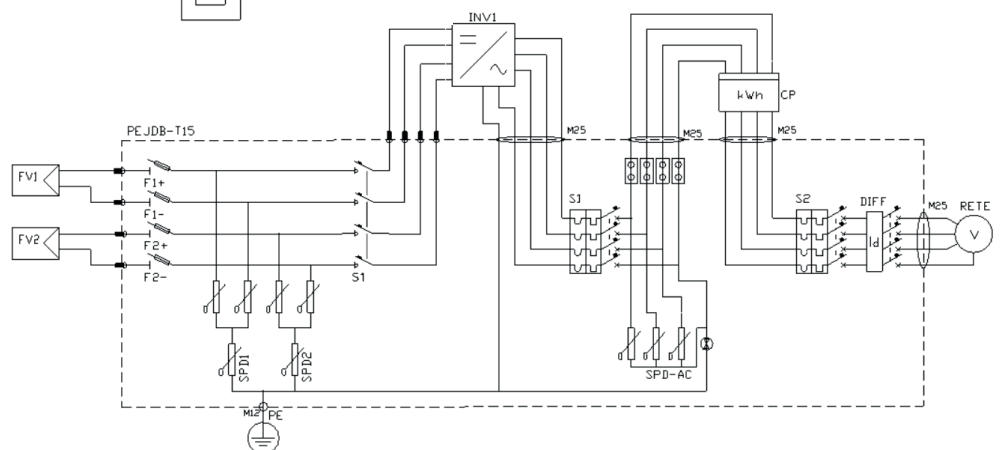 INV1
kWh
CP
PEJDB-T15
M25
M25
M25
FV1
F1+
F1-
S1
S2
DIFF
M25
RETE
V
FV2
F2+
F2-
S1
Id
SPD1
SPD2
SPD-AC
M12
PE